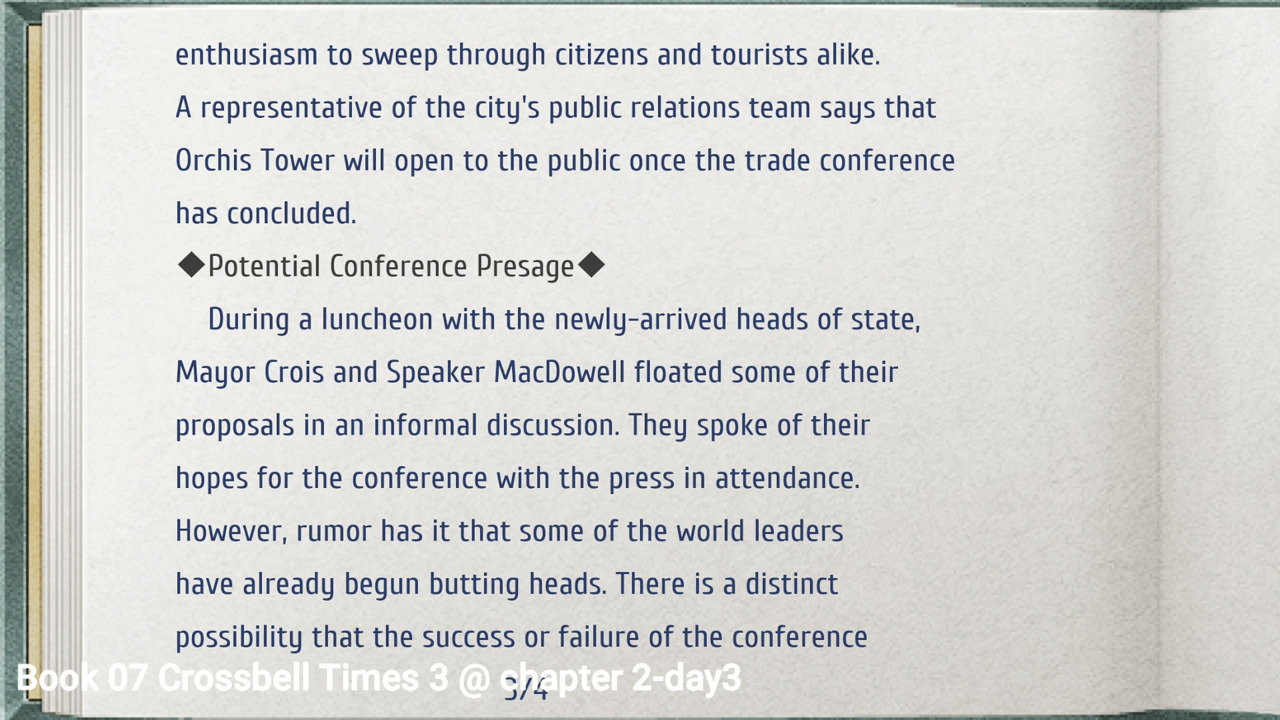 enthusiasm to sweep through citizens and tourists alike.
A representative of the city's public relations team says that
Orchis Tower will open to the public once the trade conference
has concluded.
◆Potential Conference Presage◆
During a luncheon with the newly-arrived heads of state,
Mayor Crois and Speaker MacDowell floated some of their
proposals in an informal discussion. They spoke of their
hopes for the conference with the press in attendance.
However, rumor has it that some of the world leaders
have already begun butting heads. There is a distinct
possibility that the success or failure of the conference
Book 07 Crossbell Times 3 @ chapter 2-day3
3/4